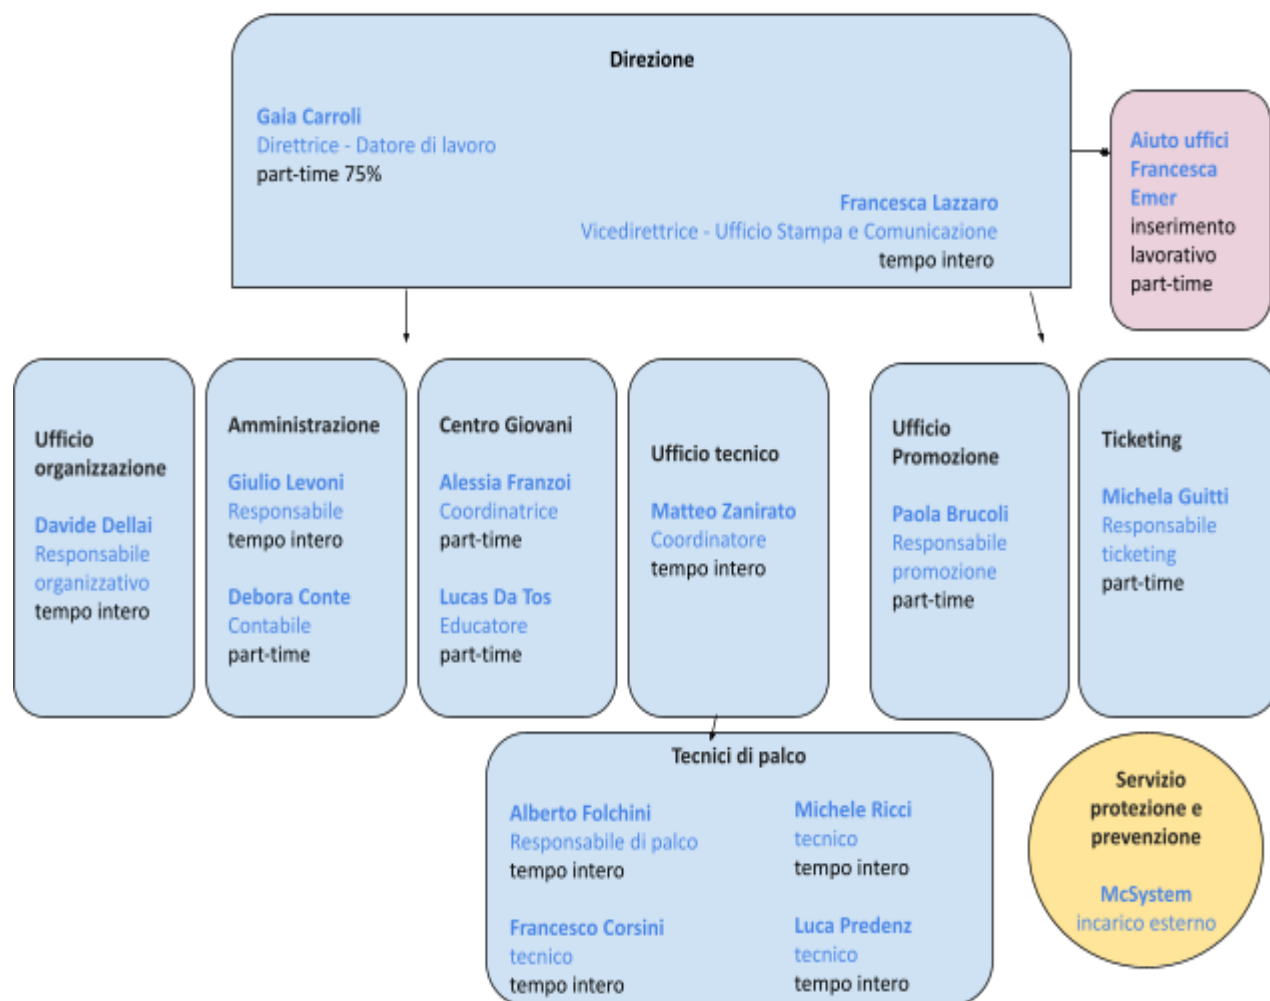 Direzione
Gaia Carroli
Direttrice - Datore di lavoro
part-time 75%
Francesca Lazzaro
Vicedirettrice - Ufficio Stampa e Comunicazione
tempo intero
Aiuto uffici
Francesca
Emer
inserimento
lavorativo
part-time
Ufficio
organizzazione
Davide Dellai
Responsabile
organizzativo
tempo intero
Amministrazione
Giulio Levoni
Responsabile
tempo intero
Debora Conte
Contabile
part-time
Centro Giovani
Alessia Franzoi
Coordinatrice
part-time
Lucas Da Tos
Educatore
part-time
Ufficio tecnico
Matteo Zanirato
Coordinatore
tempo intero
Ufficio
Promozione
Paola Brucoli
Responsabile
promozione
part-time
Ticketing
Michela Guitti
Responsabile
ticketing
part-time
Tecnici di palco
Alberto Folchini
Responsabile di palco
tempo intero
Michele Ricci
tecnico
tempo intero
Francesco Corsini
tecnico
tempo intero
Luca Predenz
tecnico
tempo intero
Servizio
protezione e
prevenzione
McSystem
incarico esterno